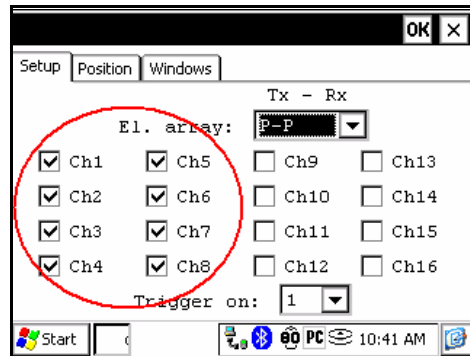 OK ×
Setup Position Windows
Tx - Rx
El. array: P-P
Ch1 Ch5 Ch9 Ch13
Ch2 Ch6 Ch10 Ch14
Ch3 Ch7 Ch11 Ch15
Ch4 Ch8 Ch12 Ch16
Trigger on: 1
Start PC 10:41 AM